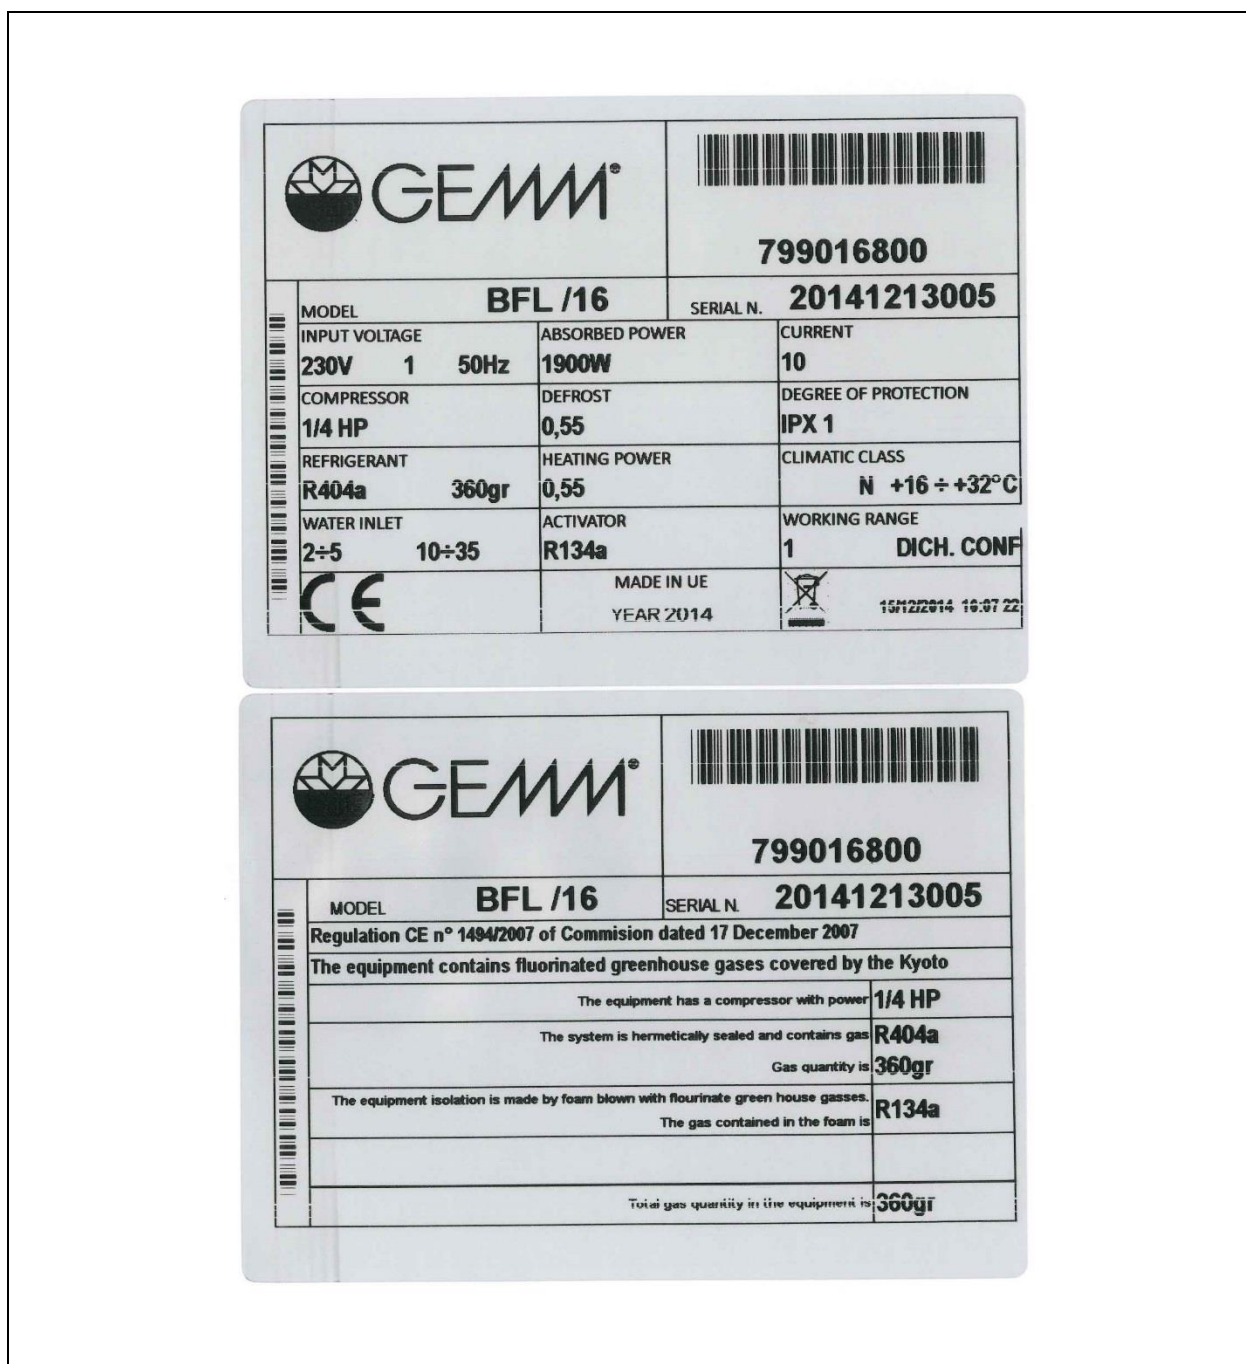 GEMM®
799016800
MODEL BFL /16 SERIAL N. 20141213005
INPUT VOLTAGE ABSORBED POWER CURRENT
230V 1 50Hz 1900W 10
COMPRESSOR DEFROST DEGREE OF PROTECTION
1/4 HP 0,55 IPX 1
REFRIGERANT HEATING POWER CLIMATIC CLASS
R404a 360gr 0,55 N +16 ÷ +32°C
WATER INLET ACTIVATOR WORKING RANGE
2÷5 10÷35 R134a 1 DICH. CONF
CE MADE IN UE
YEAR 2014 15/12/2014 16:07 22
GEMM®
799016800
MODEL BFL /16 SERIAL N. 20141213005
Regulation CE n° 1494/2007 of Commision dated 17 December 2007
The equipment contains fluorinated greenhouse gases covered by the Kyoto
The equipment has a compressor with power 1/4 HP
The system is hermetically sealed and contains gas R404a
Gas quantity is 360gr
The equipment isolation is made by foam blown with flourinate green house gasses.
The gas contained in the foam is R134a
Total gas quantity in the equipment is 360gr